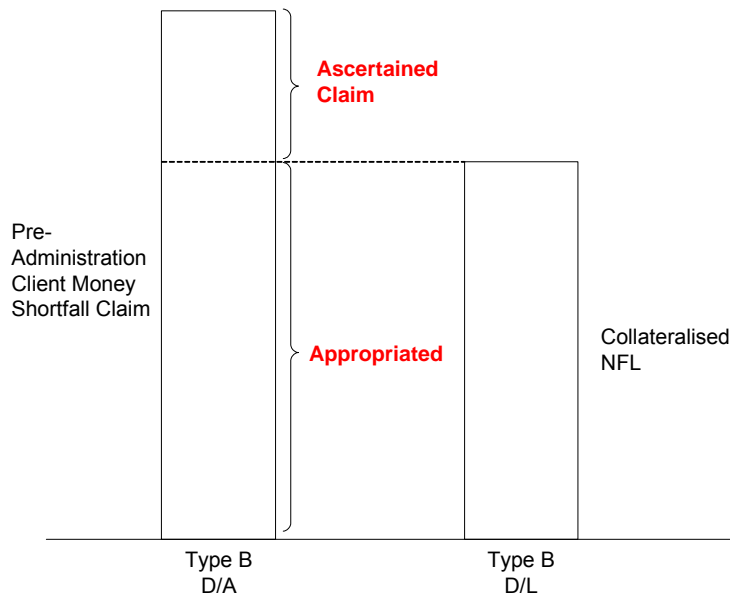 Ascertained
Claim
Pre-
Administration
Client Money
Shortfall Claim
Appropriated
Collateralised
NFL
Type B
D/A
Type B
D/L